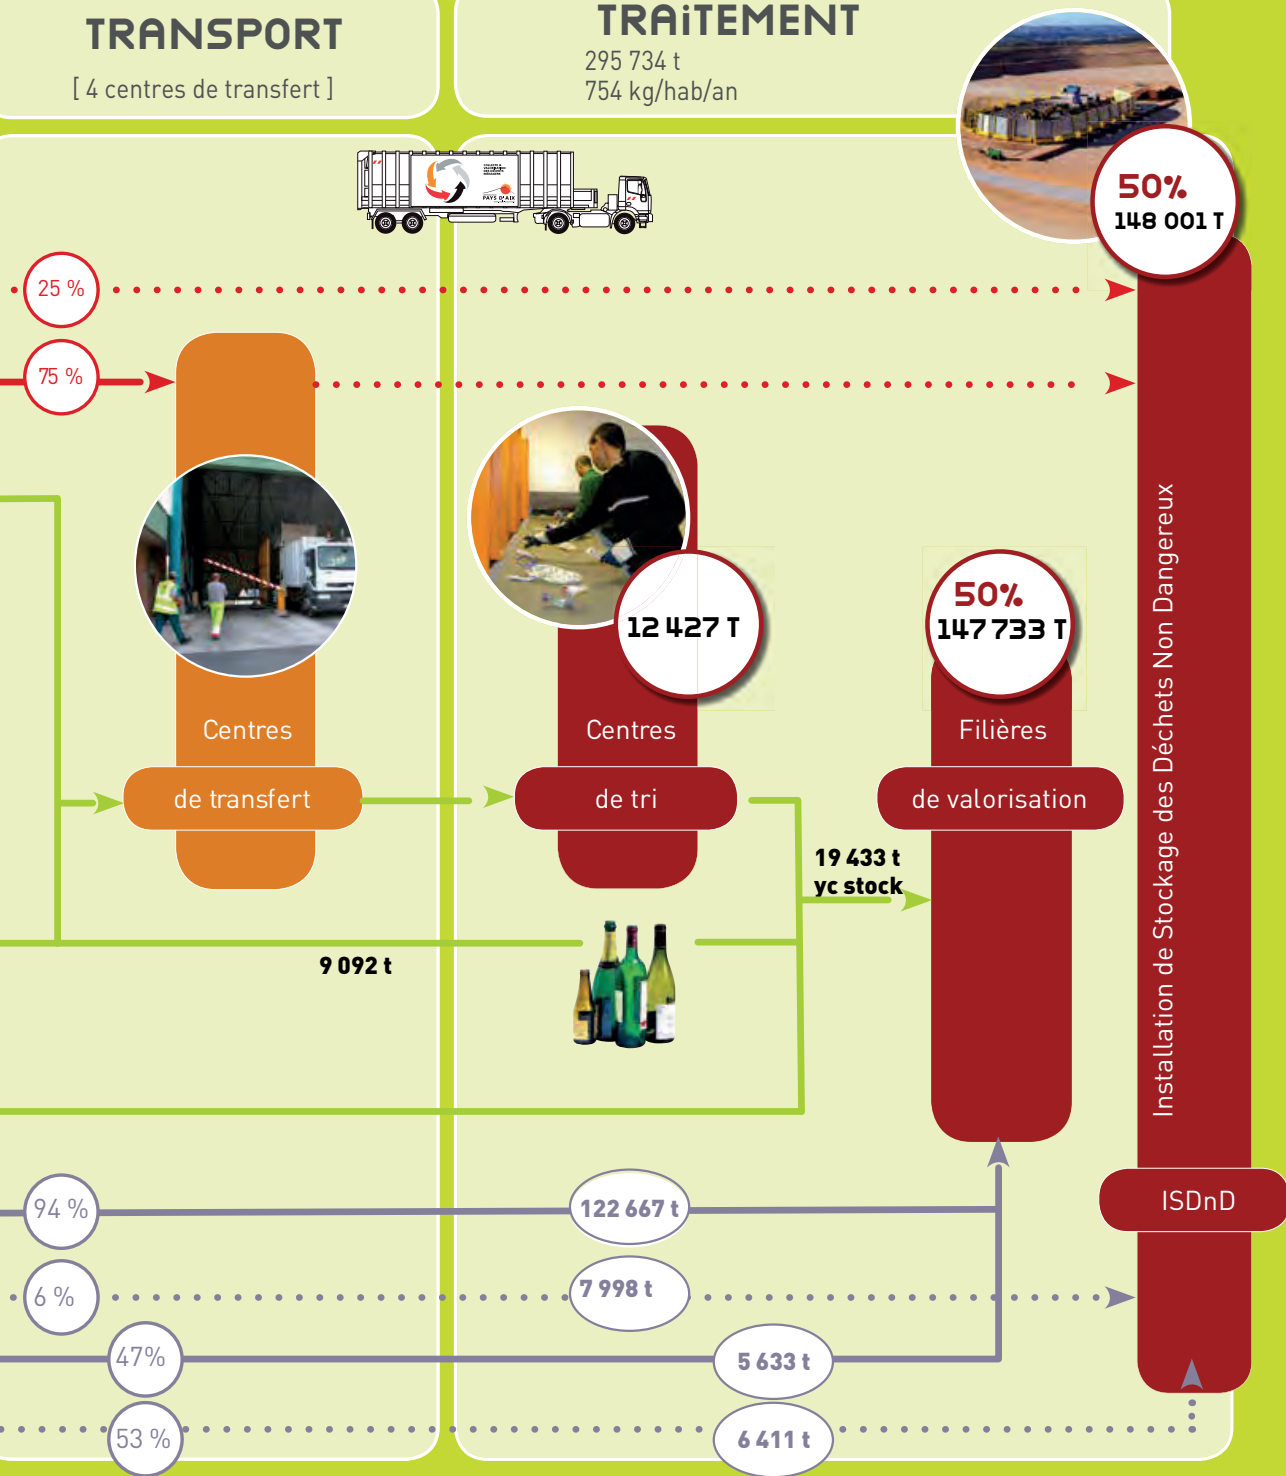 TRANSPORT
[ 4 centres de transfert ]
TRAiTEMENT
295 734 t
754 kg/hab/an
PAYS D'AIX
50%
148 001 T
25 %
75 %
12 427 T
50%
147 733 T
Centres
de transfert
Centres
de tri
Filières
de valorisation
Installation de Stockage des Déchets Non Dangereux
19 433 t
yc stock
9 092 t
94 %
122 667 t
ISDnD
6 %
7 998 t
47%
5 633 t
53 %
6 411 t